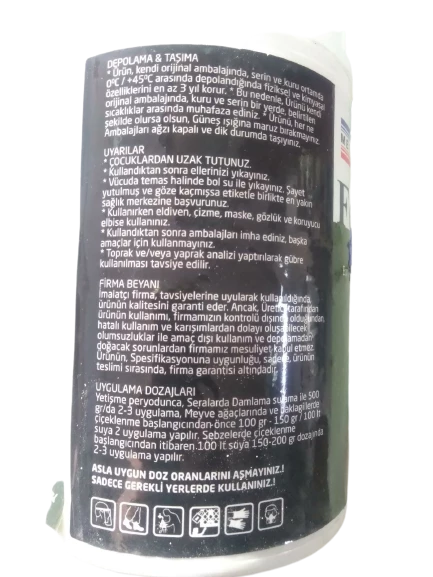 DEPOLAMA & TAŞIMA
* Ürün, kendi orijinal ambalajında, serin ve kuru ortamda
0°C / +45°C arasında depolandığında fiziksel ve kimyasal
özelliklerini en az 3 yıl korur. * Bu nedenle, Ürünü kendi
orijinal ambalajında, kuru ve serin bir yerde, belirtilen
sıcaklıklar arasında muhafaza ediniz. * Ürünü, her ne
şekilde olursa olsun, Güneş ışığına maruz bırakmayınız.
Ambalajları ağzı kapalı ve dik durumda taşıyınız.
UYARILAR
* ÇOCUKLARDAN UZAK TUTUNUZ.
* Kullandıktan sonra ellerinizi yıkayınız.
* Vücuda temas halinde bol su ile yıkayınız. Şayet
yutulmuş ve göze kaçmışsa etiketle birlikte en yakın
sağlık merkezine başvurunuz.
* Kullanırken eldiven, çizme, maske, gözlük ve koruyucu
elbise kullanınız.
* Kullandıktan sonra ambalajları imha ediniz, başka
amaçlar için kullanmayınız.
* Toprak ve/veya yaprak analizi yaptırılarak gübre
kullanılması tavsiye edilir.
FİRMA BEYANI
İmalatçı firma, tavsiyelerine uyularak kullanıldığında,
ürünün kalitesini garanti eder. Ancak, Üretici tarafından
ürünün kullanımı, firmamızın kontrolü dışında olduğundan,
hatalı kullanım ve karışımlardan dolayı oluşabilecek
olumsuzluklar ile amaç dışı kullanım ve depolamadan
doğacak sorunlardan firmamız mesuliyet kabul etmez.
Ürünün, Spesifikasyonuna uygunluğu, sadece, ürünün
teslimi sırasında, firma garantisi altındadır.
UYGULAMA DOZAJLARI
Yetişme peryodunca, Seralarda Damlama sulama ile 500
gr/da 2-3 uygulama, Meyve ağaçlarında ve baklagillerde
çiçeklenme başlangıcından önce 100 gr - 150 gr / 100 lt
suya 2 uygulama yapılır. Sebzelerde çiçeklenme
başlangıcından itibaren 100 lt suya 150-200 gr dozajında
2-3 uygulama yapılır.
ASLA UYGUN DOZ ORANLARINI AŞMAYINIZ.!
SADECE GEREKLİ YERLERDE KULLANINIZ.!